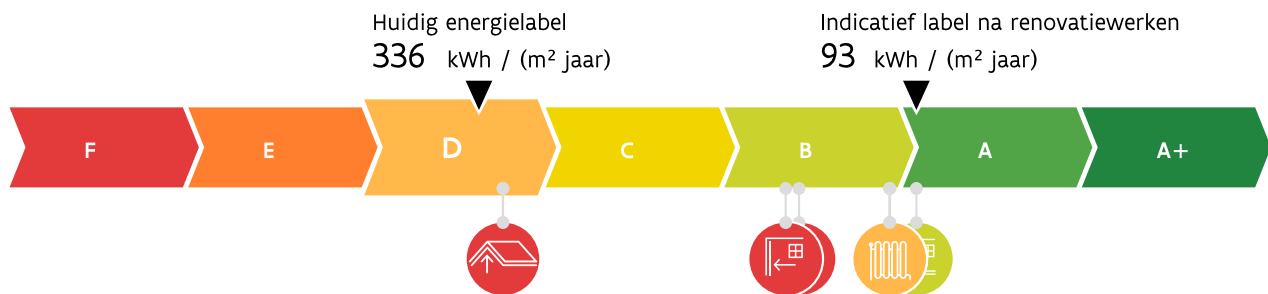 Huidig energielabel
336 kWh / (m² jaar)
Indicatief label na renovatiewerken
93 kWh / (m² jaar)
F E D C B A A+